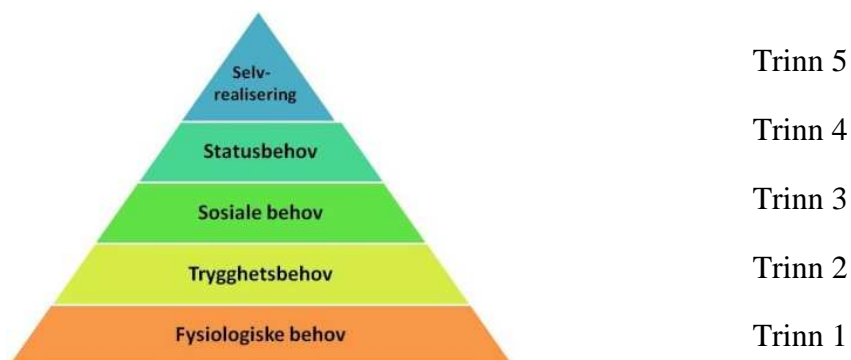 Selv-
realisering
Trinn 5
Statusbehov
Trinn 4
Sosiale behov
Trinn 3
Trygghetsbehov
Trinn 2
Fysiologiske behov
Trinn 1